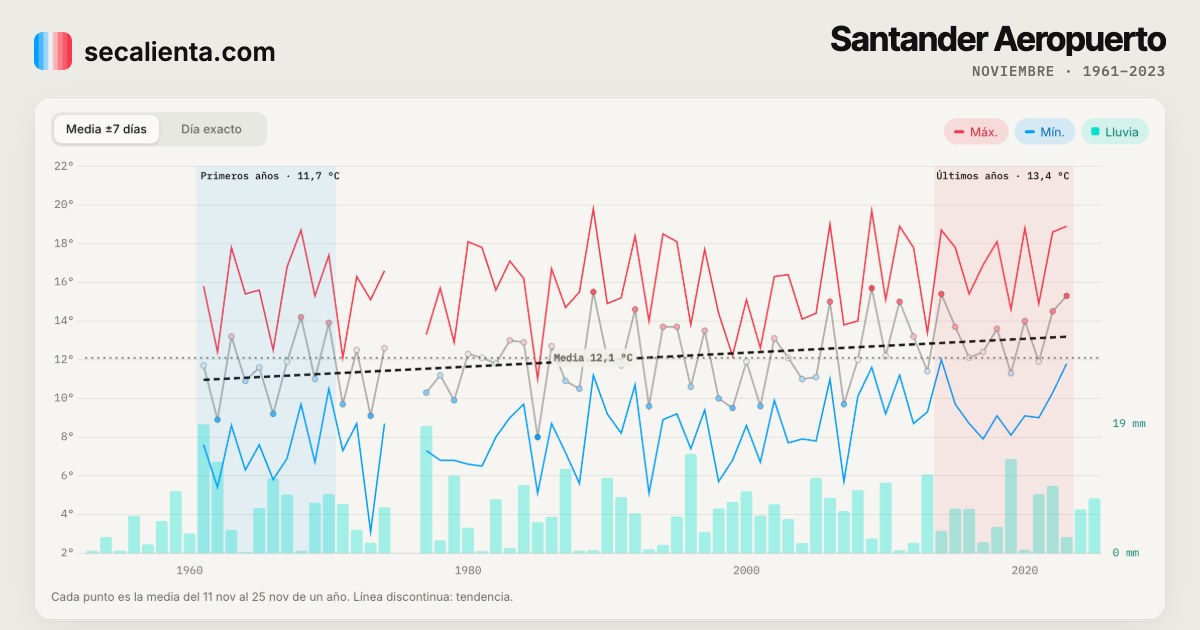 secalienta.com
Santander Aeropuerto
NOVIEMBRE · 1961–2023
Media ±7 días
Día exacto
Máx.
Mín.
Lluvia
22°
20°
18°
16°
14°
12°
10°
8°
6°
4°
2°
Primeros años · 11,7 °C
Últimos años · 13,4 °C
Media 12,1 °C
19 mm
0 mm
1960
1980
2000
2020
Cada punto es la media del 11 nov al 25 nov de un año. Línea discontinua: tendencia.